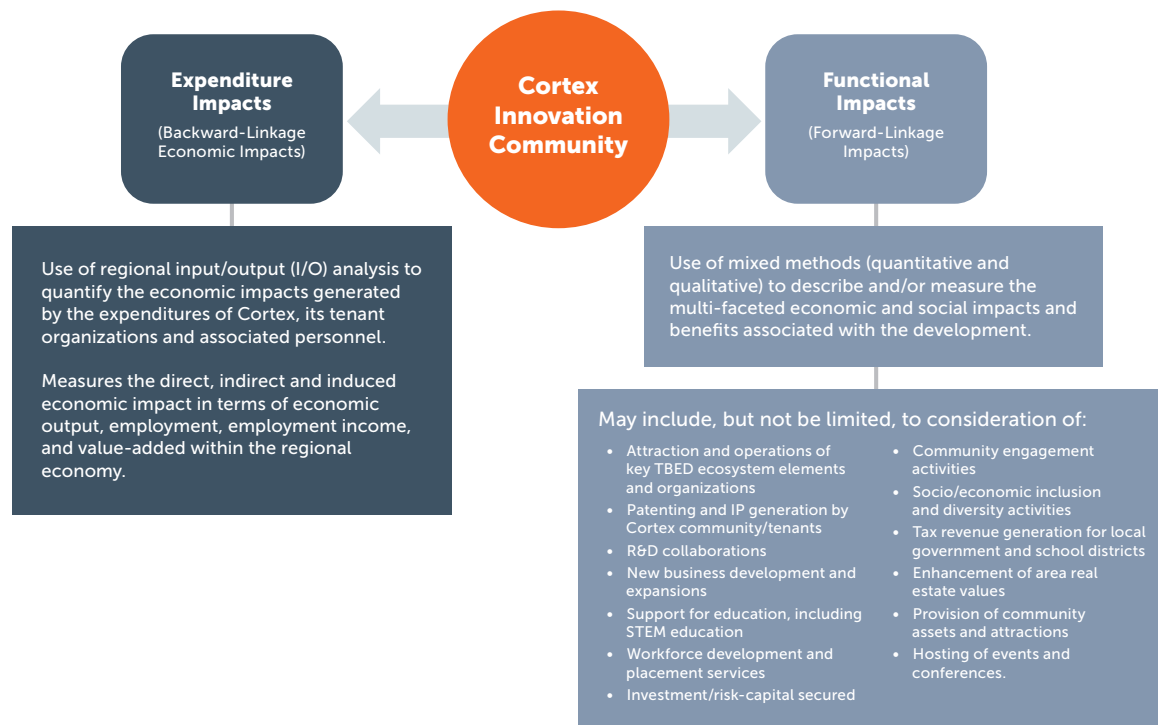 Expenditure
Impacts
(Backward-Linkage
Economic Impacts)
Cortex
Innovation
Community
Functional
Impacts
(Forward-Linkage
Impacts)
Use of regional input/output (I/O) analysis to
quantify the economic impacts generated
by the expenditures of Cortex, its tenant
organizations and associated personnel.
Measures the direct, indirect and induced
economic impact in terms of economic
output, employment, employment income,
and value-added within the regional
economy.
Use of mixed methods (quantitative and
qualitative) to describe and/or measure the
multi-faceted economic and social impacts and
benefits associated with the development.
May include, but not be limited, to consideration of:
• Attraction and operations of
key TBED ecosystem elements
and organizations
• Patenting and IP generation by
Cortex community/tenants
• R&D collaborations
• New business development and
expansions
• Support for education, including
STEM education
• Workforce development and
placement services
• Investment/risk-capital secured
• Community engagement
activities
• Socio/economic inclusion
and diversity activities
• Tax revenue generation for local
government and school districts
• Enhancement of area real
estate values
• Provision of community
assets and attractions
• Hosting of events and
conferences.